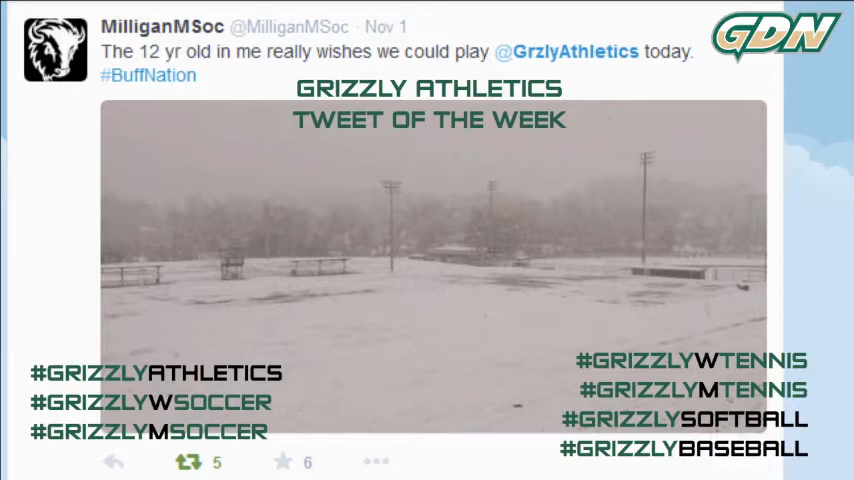 MilliganMSoc @MilliganMSoc · Nov 1
The 12 yr old in me really wishes we could play @GrzlyAthletics today.
#BuffNation
GDN
GRIZZLY ATHLETICS
TWEET OF THE WEEK
#GRIZZLYATHLETICS
#GRIZZLYWSOCCER
#GRIZZLYMSOCCER
#GRIZZLYWTENNIS
#GRIZZLYMTENNIS
#GRIZZLYSOFTBALL
#GRIZZLYBASEBALL
5 6